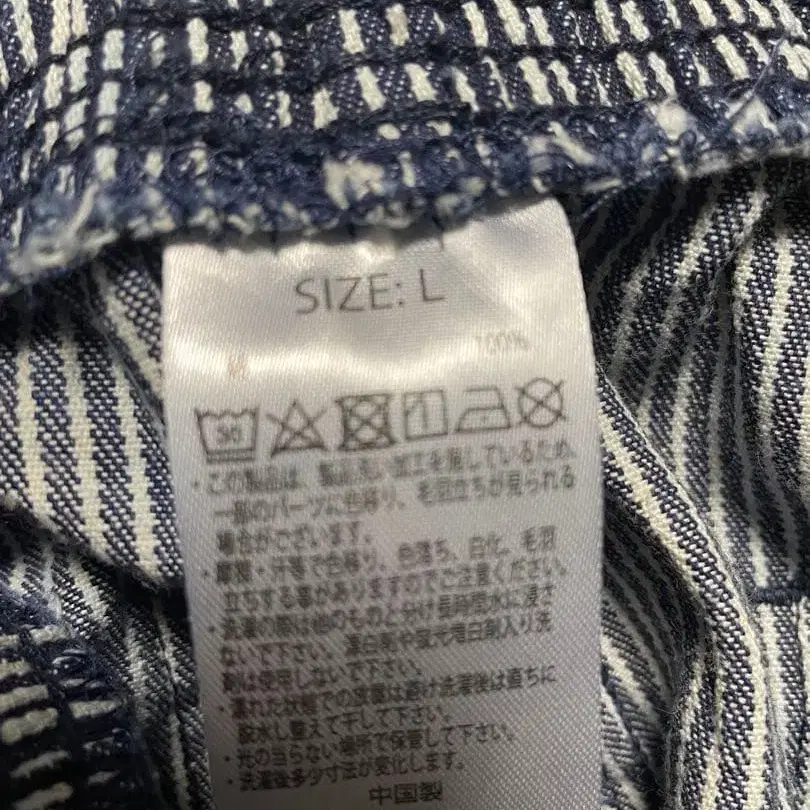 SIZE: L
綿 100%
30
・この製品は、製品洗い加工を施しているため、
一部のパーツに色移り、毛羽立ちが見られる
場合がございます。
・摩擦・汗等で色移り、色落ち、白化、毛羽
立ちする事がありますのでご注意ください。
・洗濯の際は他のものと分け長時間水に浸さ
ないで下さい。漂白剤や蛍光増白剤入り洗
剤は使用しないで下さい。
・濡れた状態での放置は避け洗濯後は直ちに
脱水し整えて干して下さい。
・光の当らない場所で保管して下さい。
・洗濯後多少寸法が変化します。
中国製